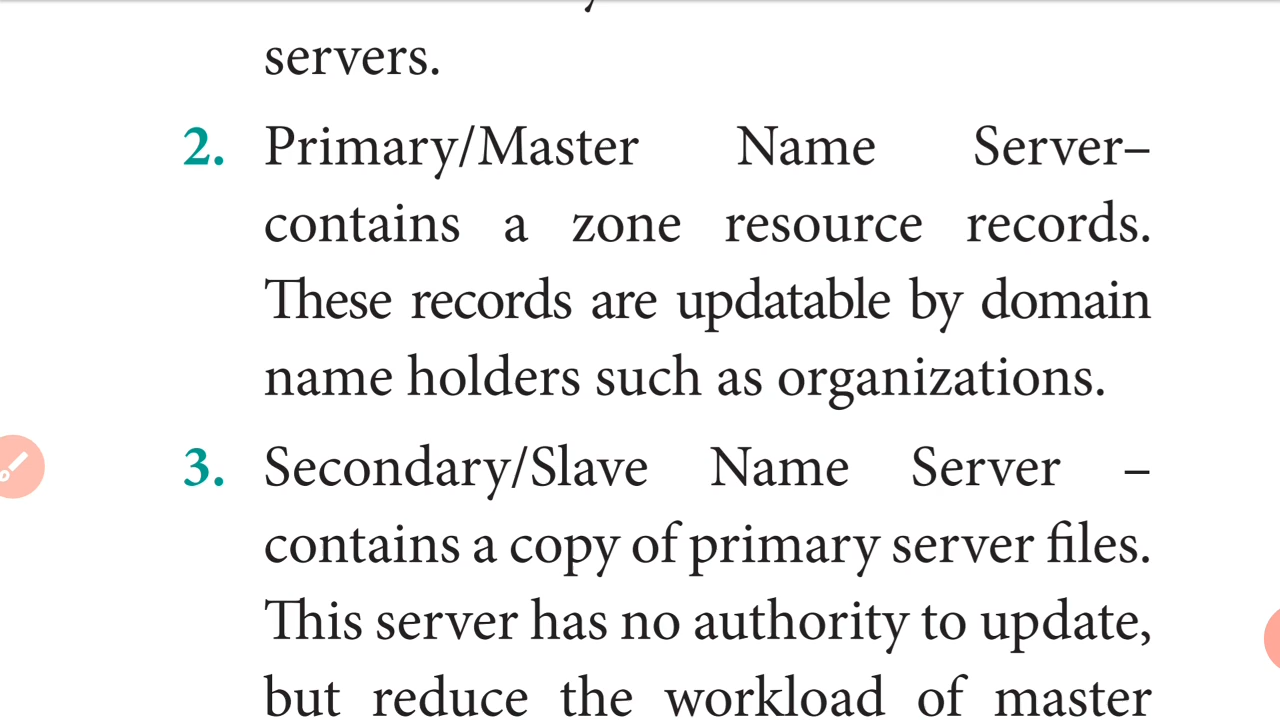 servers.
2. Primary/Master Name Server–
contains a zone resource records.
These records are updatable by domain
name holders such as organizations.
3. Secondary/Slave Name Server –
contains a copy of primary server files.
This server has no authority to update,
but reduce the workload of master